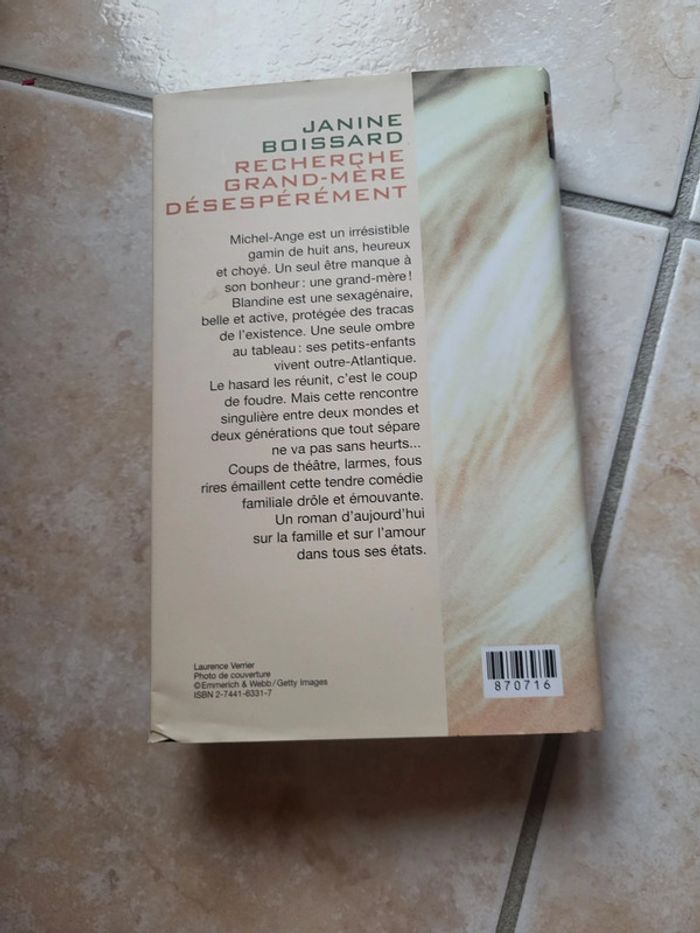 JANINE
BOISSARD
RECHERCHE
GRAND-MÈRE
DÉSESPÉRÉMENT
Michel-Ange est un irrésistible
gamin de huit ans, heureux
et choyé. Un seul être manque à
son bonheur : une grand-mère !
Blandine est une sexagénaire,
belle et active, protégée des tracas
de l'existence. Une seule ombre
au tableau : ses petits-enfants
vivent outre-Atlantique.
Le hasard les réunit, c'est le coup
de foudre. Mais cette rencontre
singulière entre deux mondes et
deux générations que tout sépare
ne va pas sans heurts...
Coups de théâtre, larmes, fous
rires émaillent cette tendre comédie
familiale drôle et émouvante.
Un roman d'aujourd'hui
sur la famille et sur l'amour
dans tous ses états.
Laurence Verrier
Photo de couverture
© Emmerich & Webb / Getty Images
ISBN 2-7441-6331-7
870716